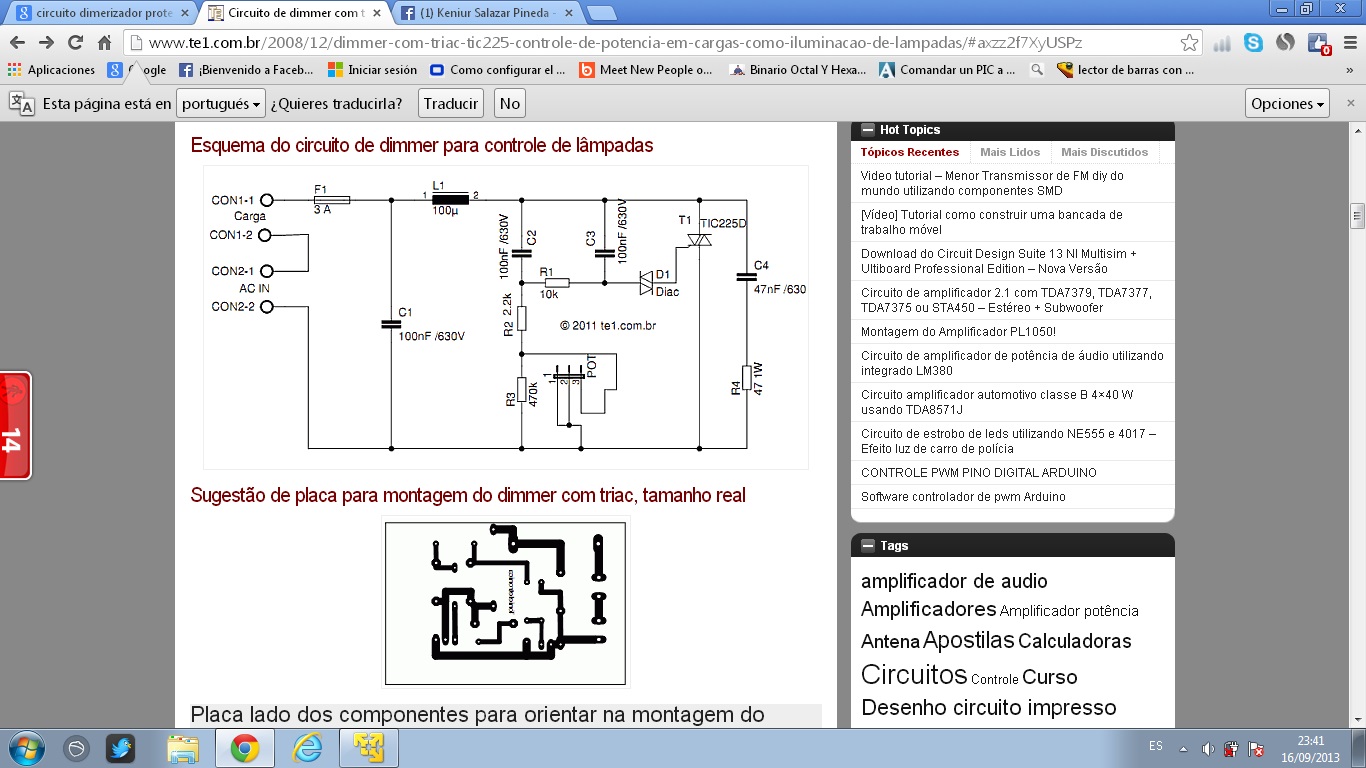 circuito dimerizador prote
Circuito de dimmer com t
(1) Keniur Salazar Pineda -
www.te1.com.br/2008/12/dimmer-com-triac-tic225-controle-de-potencia-em-cargas-como-iluminacao-de-lampadas/#axzz2f7XyUSPz
Aplicaciones
Google
¡Bienvenido a Faceb...
Iniciar sesión
Como configurar el ...
Meet New People o...
Binario Octal Y Hexa...
Comandar un PIC a ...
lector de barras con ...
»
Esta página está en portugués ¿Quieres traducirla? Traducir No
Opciones
Esquema do circuito de dimmer para controle de lâmpadas
CON1-1
Carga
CON1-2
CON2-1
AC IN
CON2-2
F1
3 A
L1
1 2
100µ
C1
100nF /630V
C2
100nF /630V
C3
100nF /630V
R1
10k
R2 2.2k
R3
470k
POT
1
1 2 3
D1
Diac
T1
TIC225D
C4
47nF /630
R4
47 1W
© 2011 te1.com.br
Sugestão de placa para montagem do dimmer com triac, tamanho real
Placa lado dos componentes para orientar na montagem do
14
Hot Topics
Tópicos Recentes
Mais Lidos
Mais Discutidos
Video tutorial – Menor Transmissor de FM diy do
mundo utilizando componentes SMD
[Vídeo] Tutorial como construir uma bancada de
trabalho móvel
Download do Circuit Design Suite 13 NI Multisim +
Ultiboard Professional Edition – Nova Versão
Circuito de amplificador 2.1 com TDA7379, TDA7377,
TDA7375 ou STA450 – Estéreo + Subwoofer
Montagem do Amplificador PL1050!
Circuito de amplificador de potência de áudio utilizando
integrado LM380
Circuito amplificador automotivo classe B 4×40 W
usando TDA8571J
Circuito de estrobo de leds utilizando NE555 e 4017 –
Efeito luz de carro de polícia
CONTROLE PWM PINO DIGITAL ARDUINO
Software controlador de pwm Arduino
Tags
amplificador de audio
Amplificadores Amplificador potência
Antena Apostilas Calculadoras
Circuitos Controle Curso
Desenho circuito impresso
ES
23:41
16/09/2013